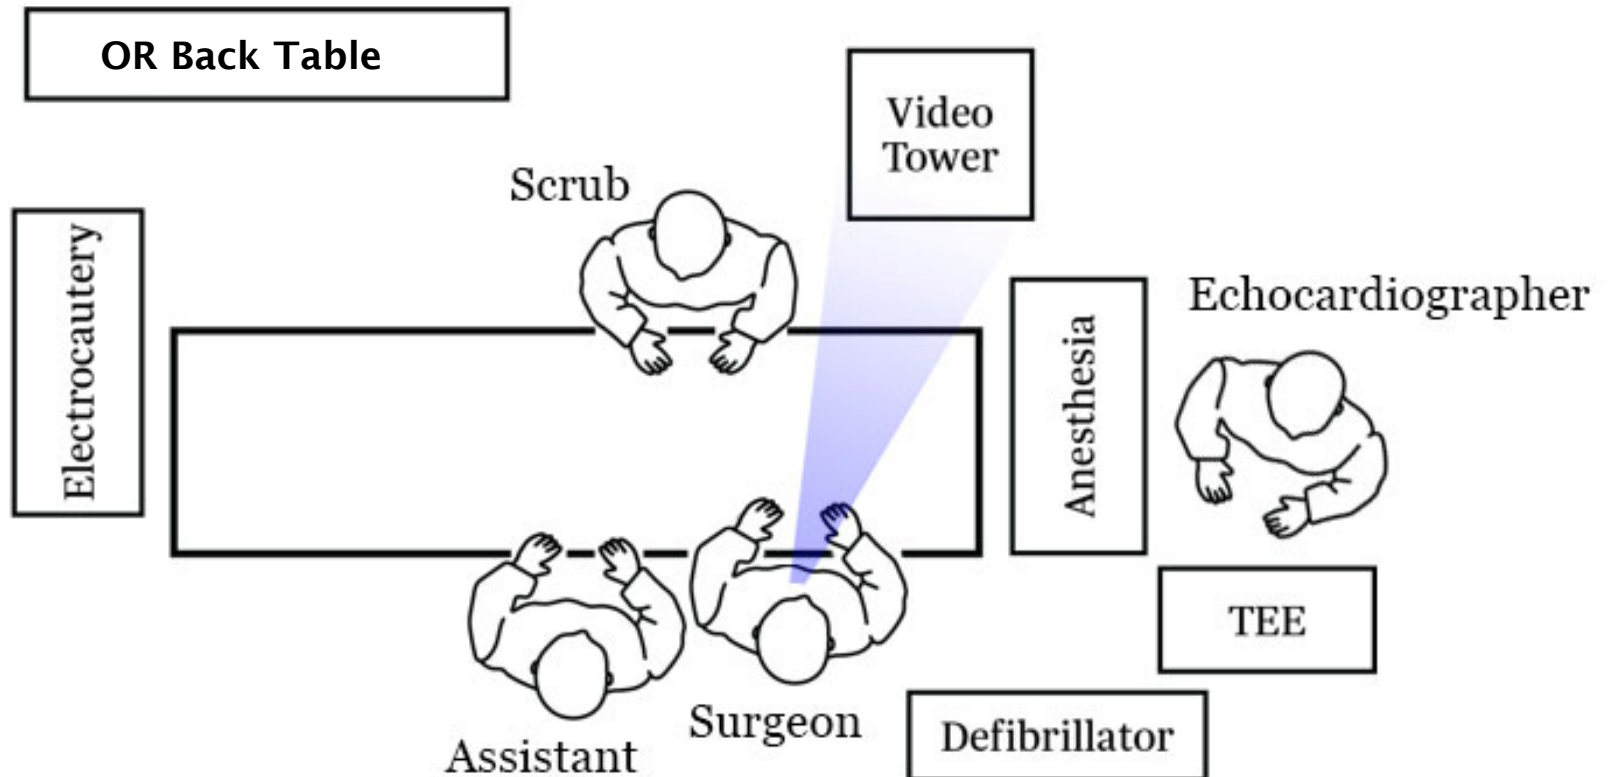 OR Back Table
Video
Tower
Scrub
Electrocautery
Anesthesia
Echocardiographer
TEE
Surgeon
Defibrillator
Assistant